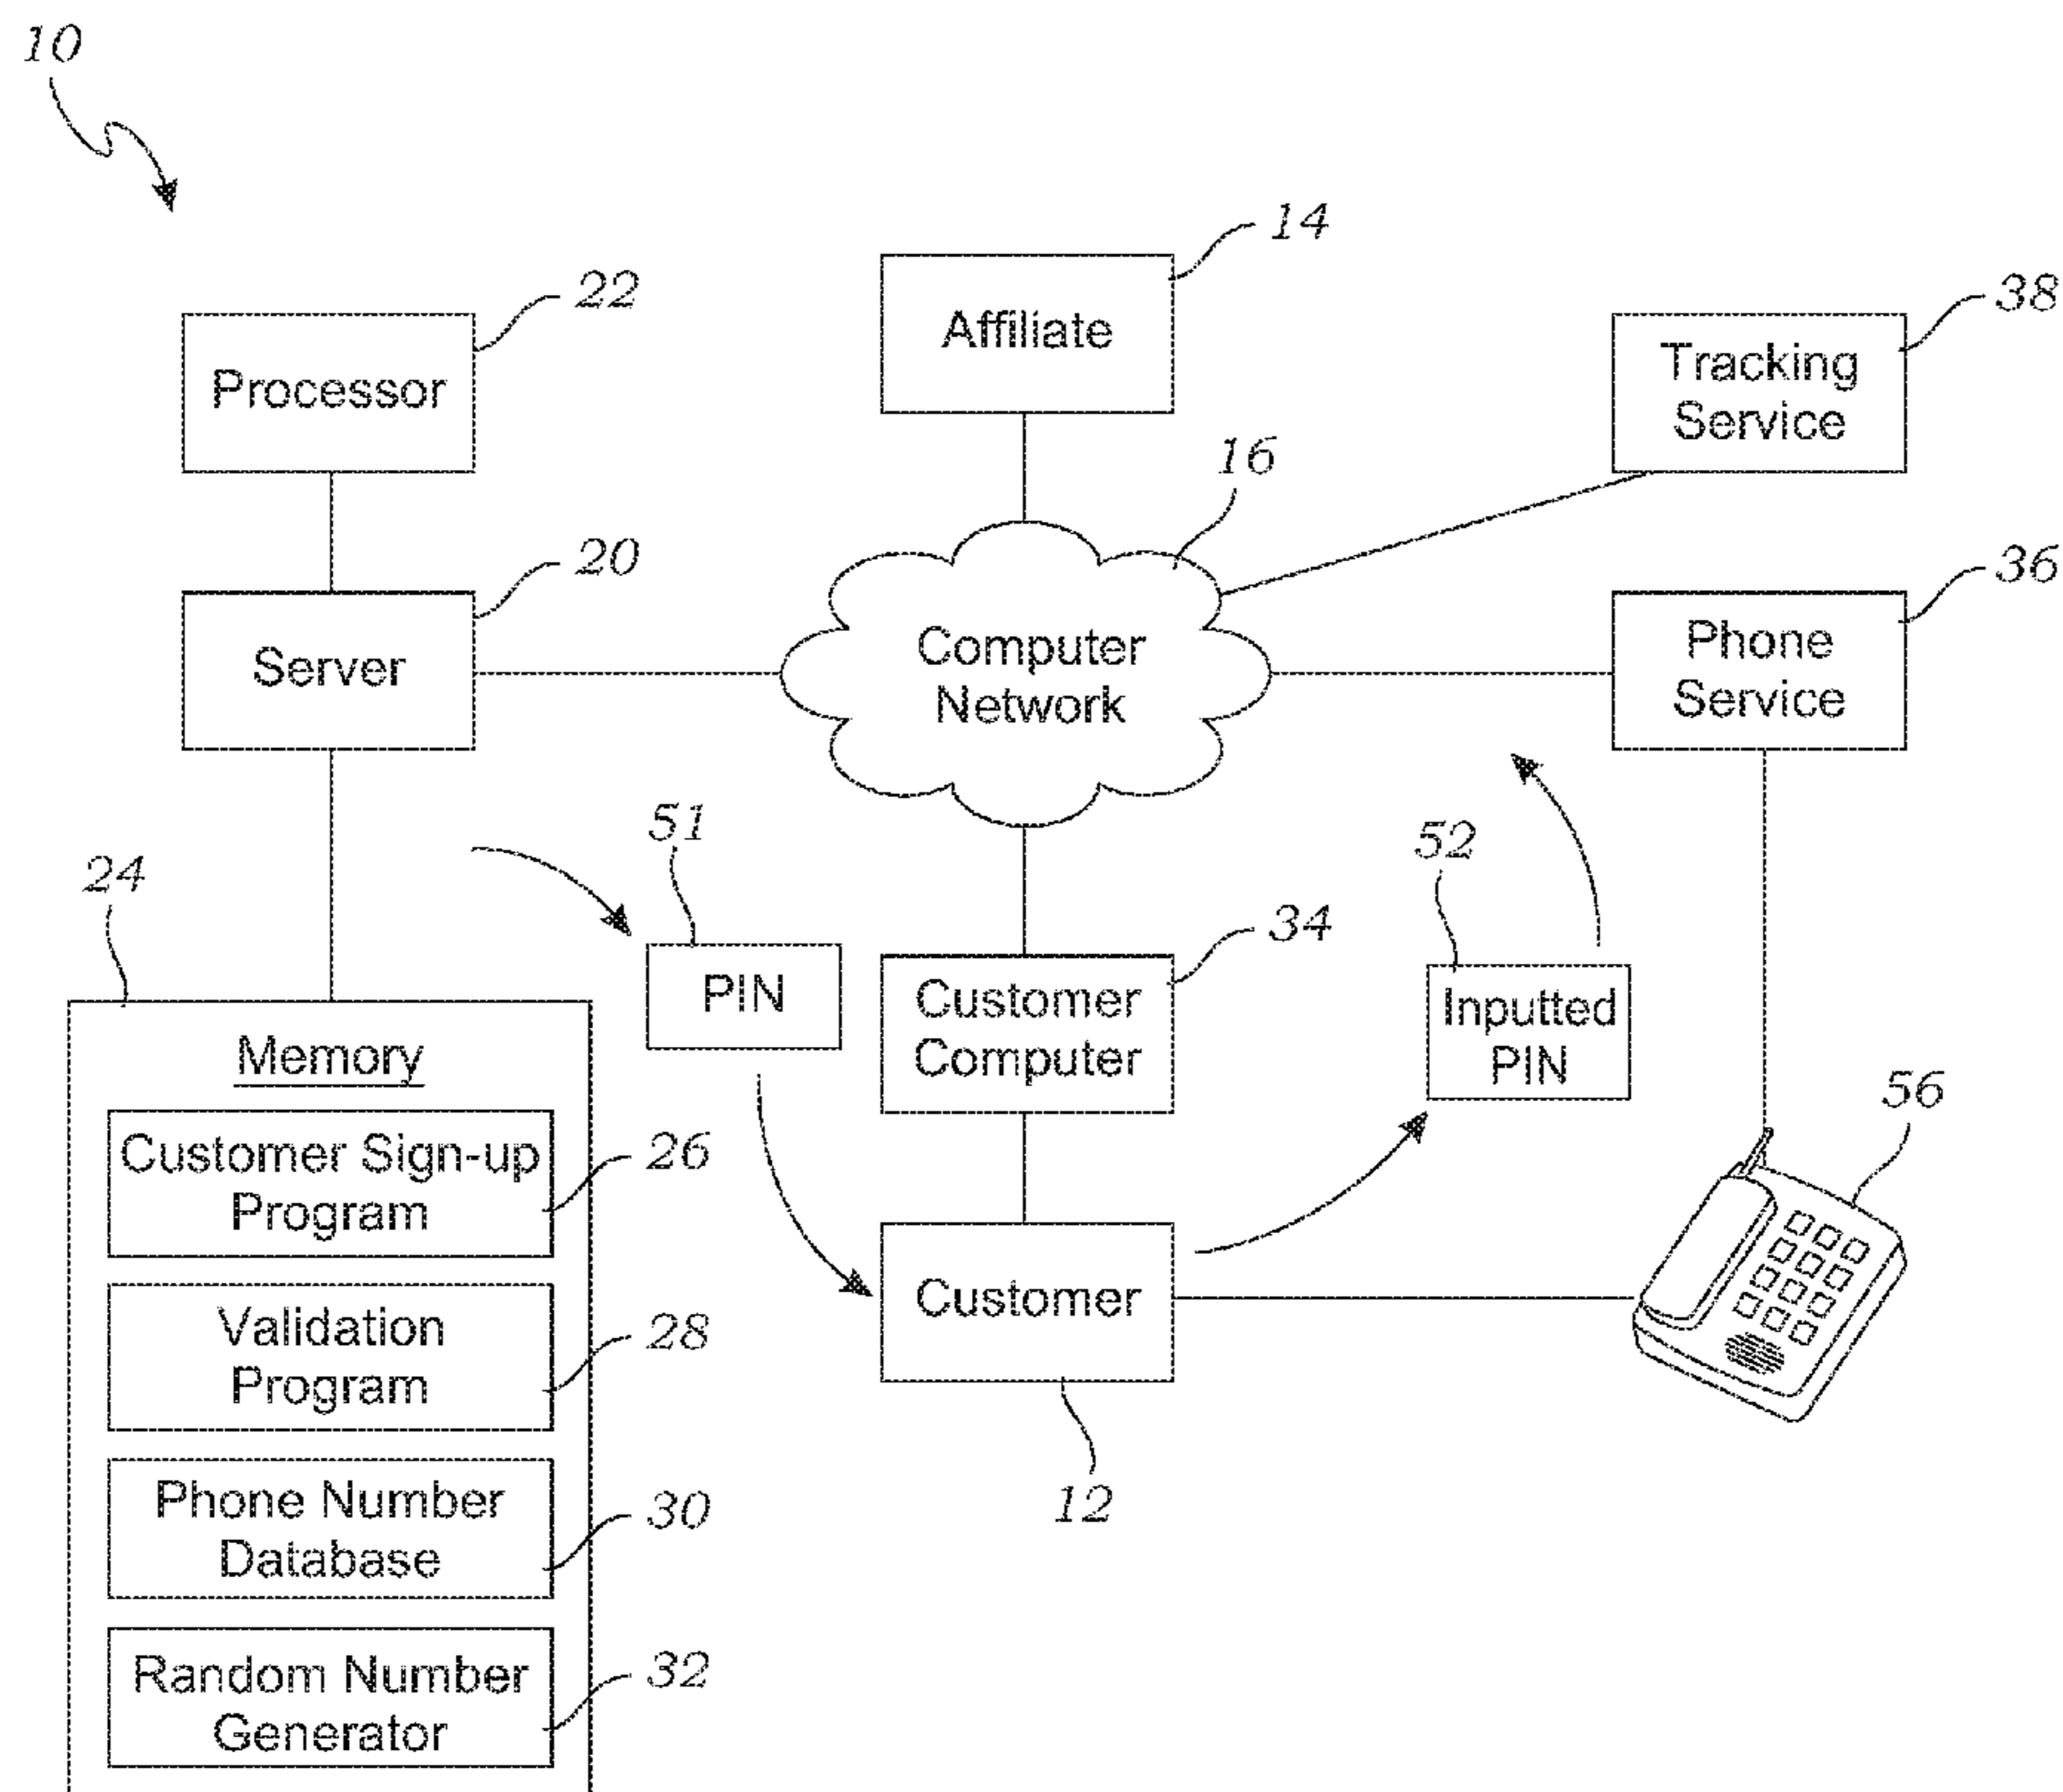 10
14
22
38
Affiliate
Tracking
Service
Processor
16
20
36
Computer
Network
Phone
Service
Server
51
52
24
34
PIN
Customer
Computer
Inputted
PIN
Memory
56
Customer Sign-up
Program
26
Customer
Validation
Program
28
12
Phone Number
Database
30
Random Number
Generator
32